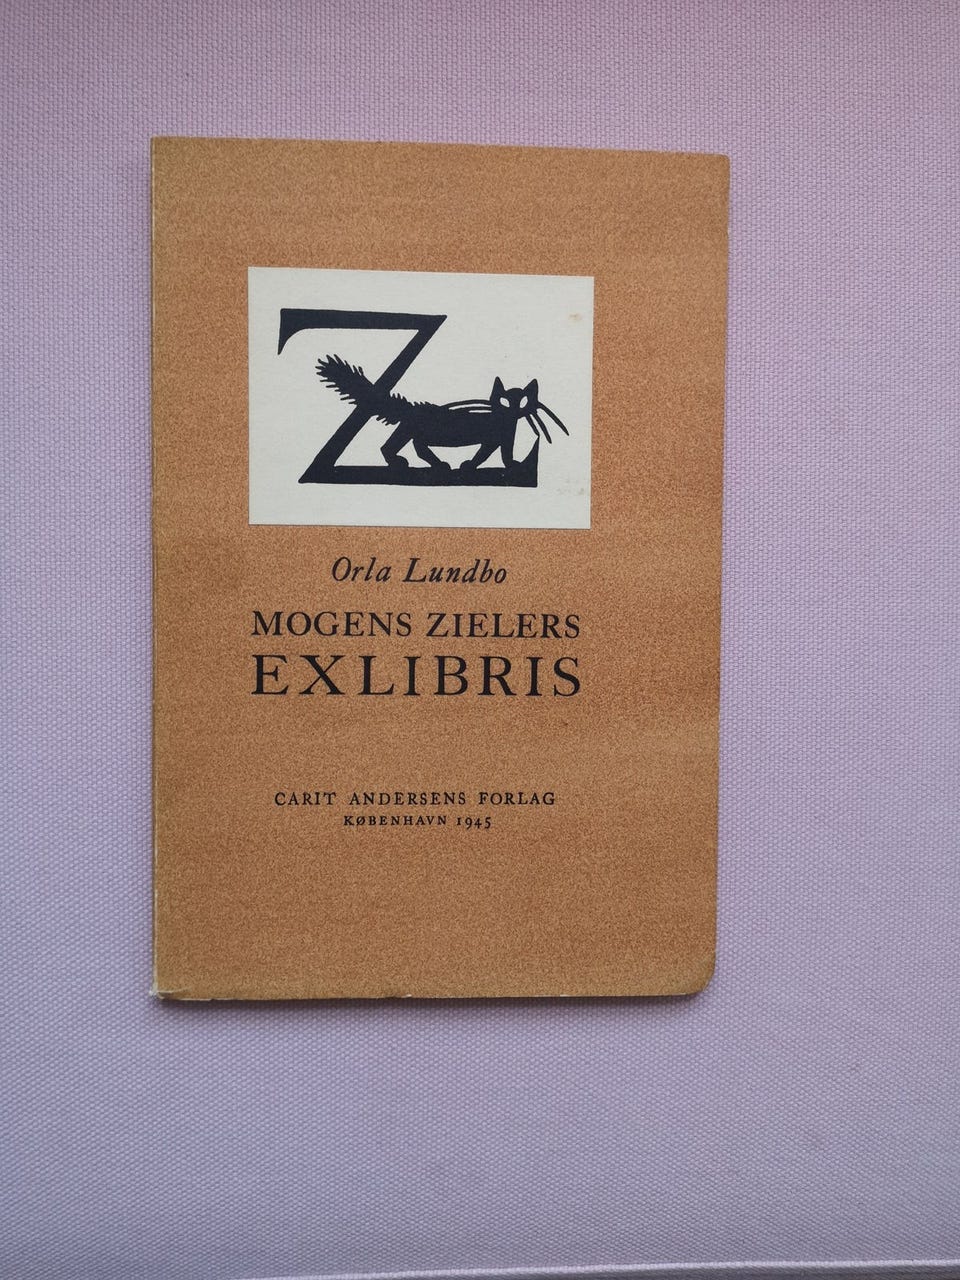 Z
Orla Lundbo
MOGENS ZIELERS
EXLIBRIS
CARIT ANDERSENS FORLAG
KØBENHAVN 1945